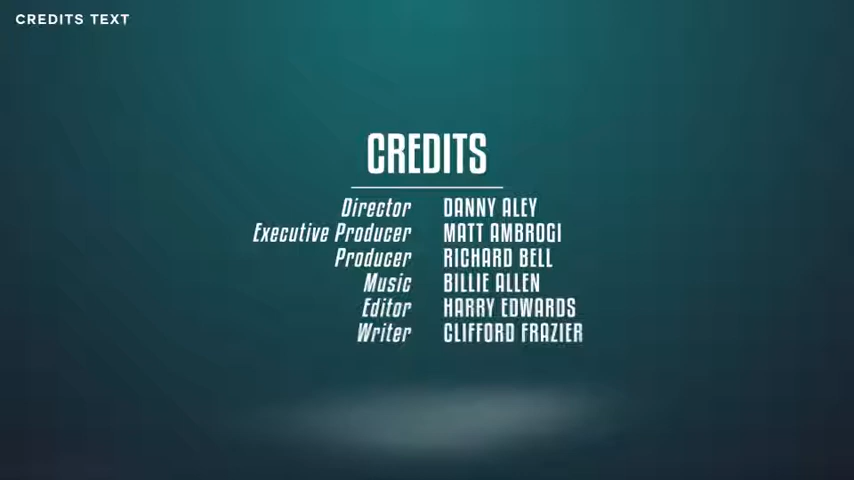 CREDITS TEXT
CREDITS
Director DANNY ALEY
Executive Producer MATT AMBROGI
Producer RICHARD BELL
Music BILLIE ALLEN
Editor HARRY EDWARDS
Writer CLIFFORD FRAZIER